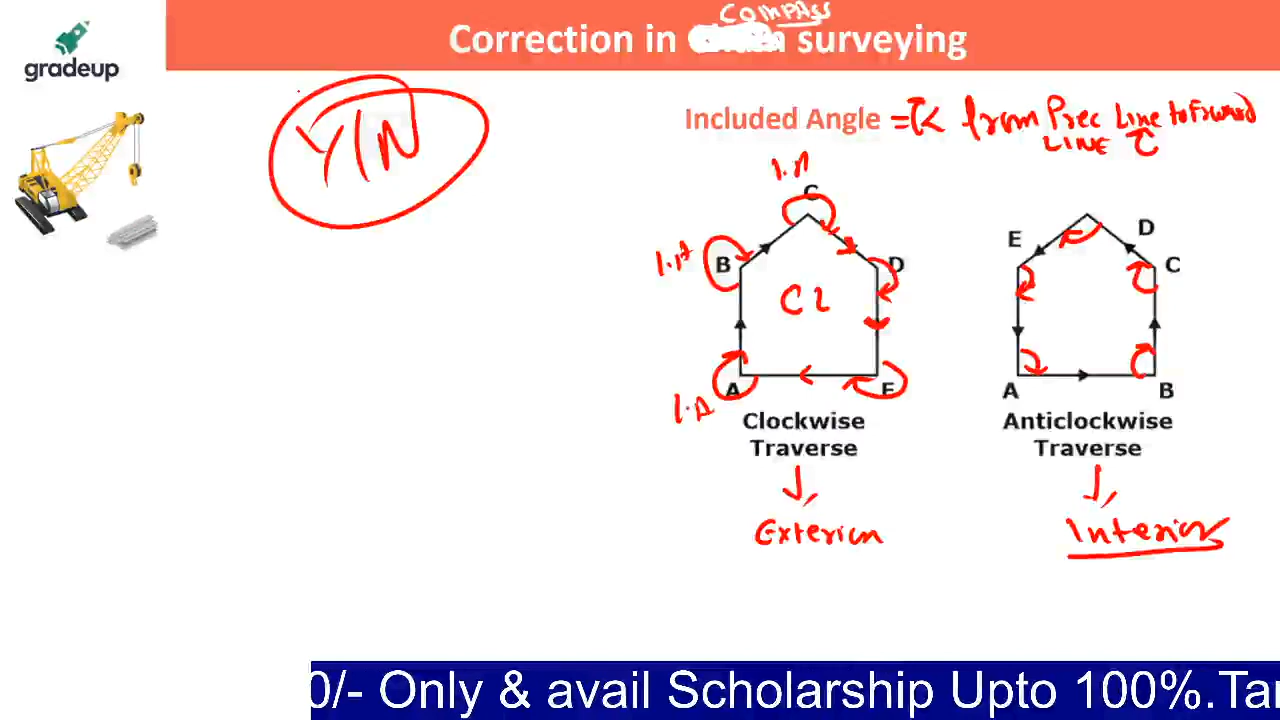 COMPASS
Correction in surveying
gradeup
Y/N
Included Angle = from Prec Line to Forward
LINE
I.A
C
B
I.A
D
CL
A
I.A
E
Clockwise
Traverse
Exterior
E
D
C
A
B
Anticlockwise
Traverse
Interior
0/- Only & avail Scholarship Upto 100%.Tar